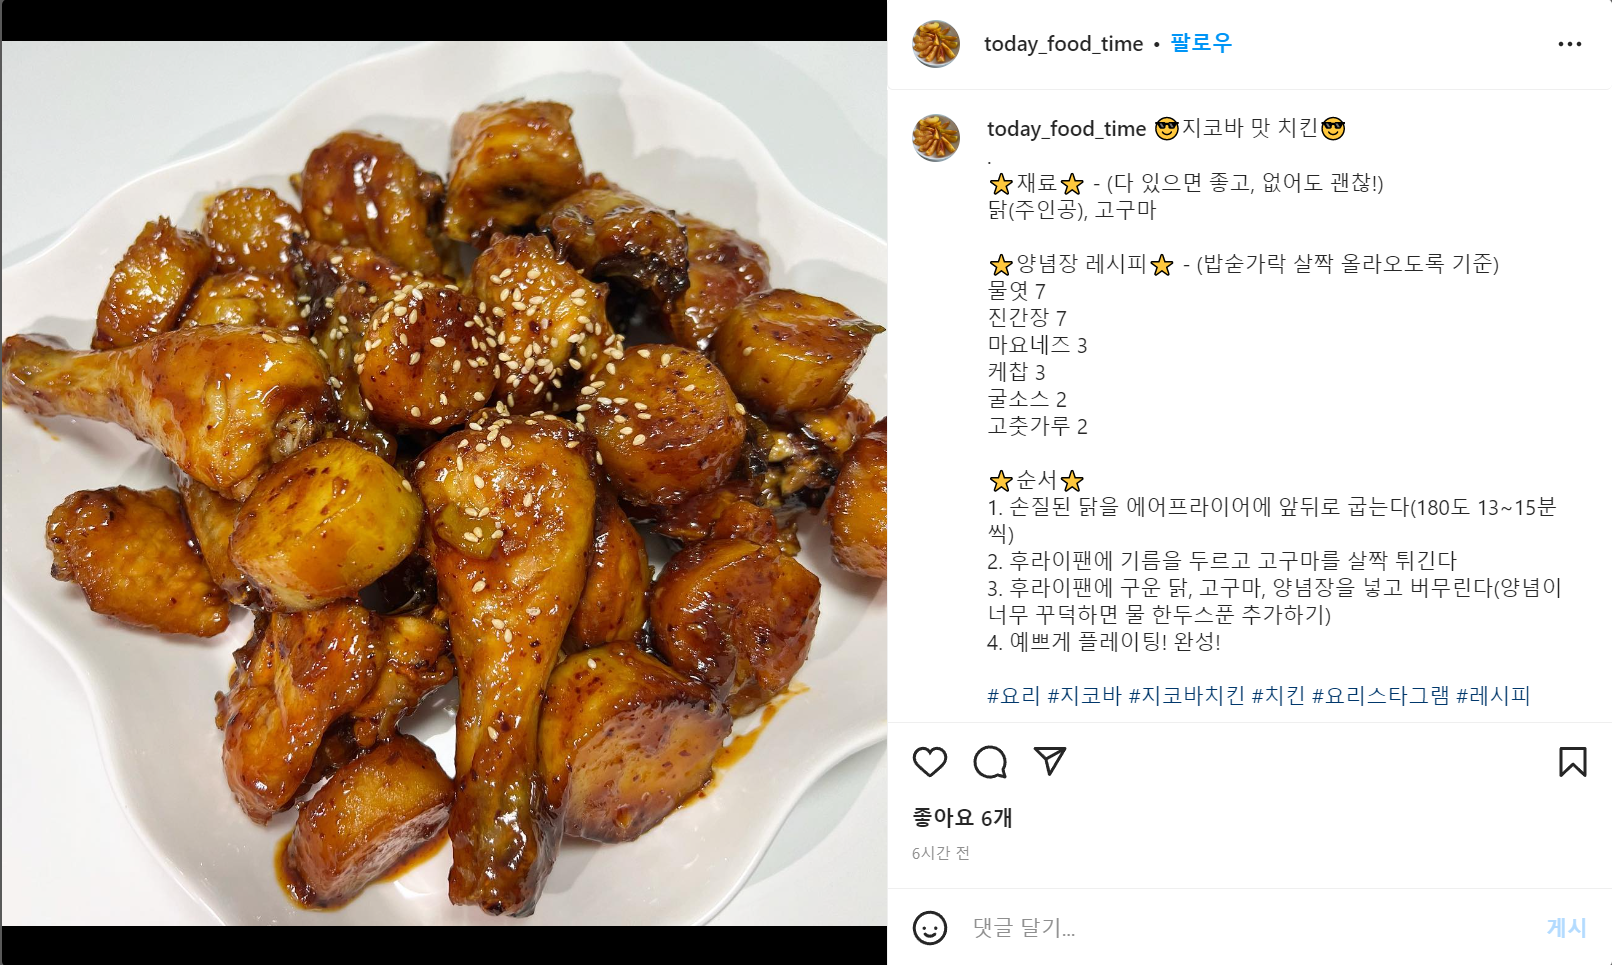 today_food_time • 팔로우
today_food_time 😎지코바 맛 치킨😎
.
⭐재료⭐ - (다 있으면 좋고, 없어도 괜찮!)
닭(주인공), 고구마
⭐양념장 레시피⭐ - (밥숟가락 살짝 올라오도록 기준)
물엿 7
진간장 7
마요네즈 3
케찹 3
굴소스 2
고춧가루 2
⭐순서⭐
1. 손질된 닭을 에어프라이어에 앞뒤로 굽는다(180도 13~15분
씩)
2. 후라이팬에 기름을 두르고 고구마를 살짝 튀긴다
3. 후라이팬에 구운 닭, 고구마, 양념장을 넣고 버무린다(양념이
너무 꾸덕하면 물 한두스푼 추가하기)
4. 예쁘게 플레이팅! 완성!
#요리 #지코바 #지코바치킨 #치킨 #요리스타그램 #레시피
좋아요 6개
6시간 전
댓글 달기...
게시